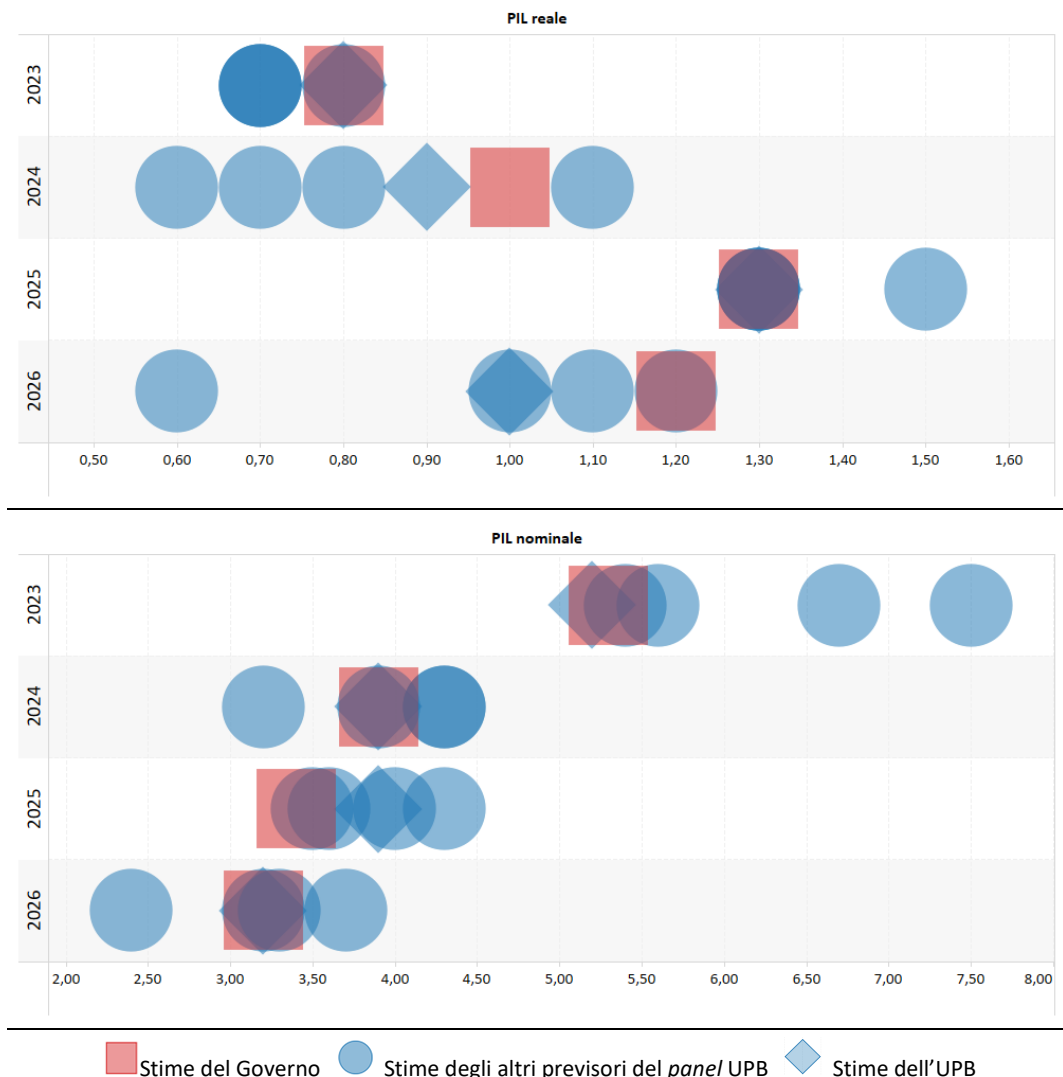 PIL reale
2023
2024
2025
2026
0,50 0,60 0,70 0,80 0,90 1,00 1,10 1,20 1,30 1,40 1,50 1,60
PIL nominale
2023
2024
2025
2026
2,00 2,50 3,00 3,50 4,00 4,50 5,00 5,50 6,00 6,50 7,00 7,50 8,00
Stime del Governo Stime degli altri previsori del panel UPB Stime dell’UPB